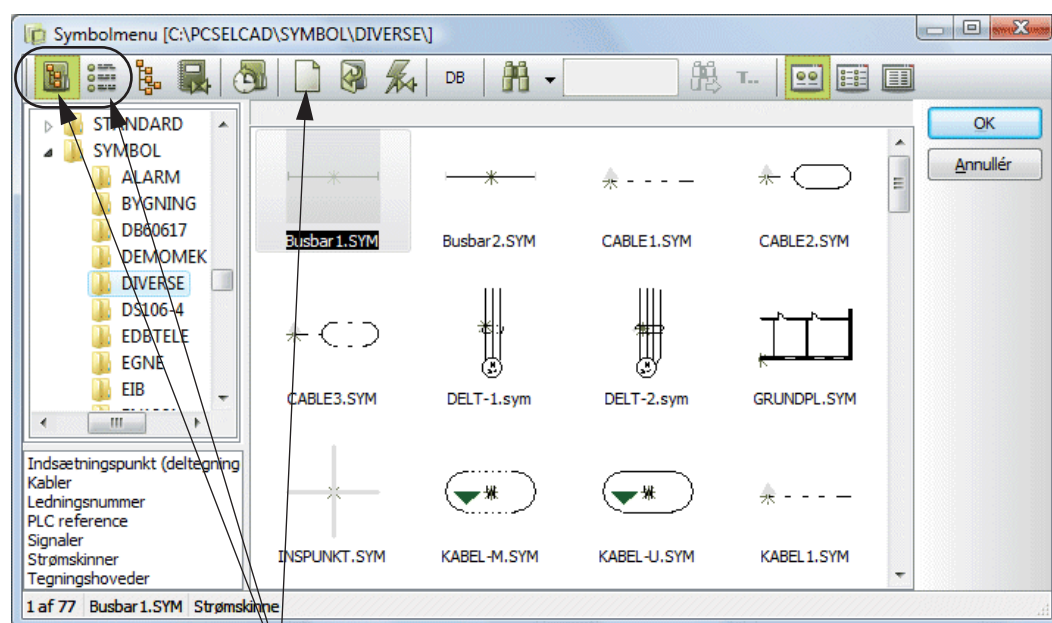 Symbolmenu [C:\PCSELCAD\SYMBOL\DIVERSE\]
DB
T...
STANDARD
SYMBOL
ALARM
BYGNING
DB60617
DEMOMEK
DIVERSE
DS106-4
EDBTELE
EGNE
EIB
Indsætningspunkt (deltegning
Kabler
Ledningsnummer
PLC reference
Signaler
Strømskinner
Tegningshoveder
Busbar1.SYM
Busbar2.SYM
CABLE1.SYM
CABLE2.SYM
CABLE3.SYM
DELT-1.sym
DELT-2.sym
GRUNDPL.SYM
INSPUNKT.SYM
KABEL-M.SYM
KABEL-U.SYM
KABEL1.SYM
OK
Annullér
1 af 77 Busbar1.SYM Strømskinne